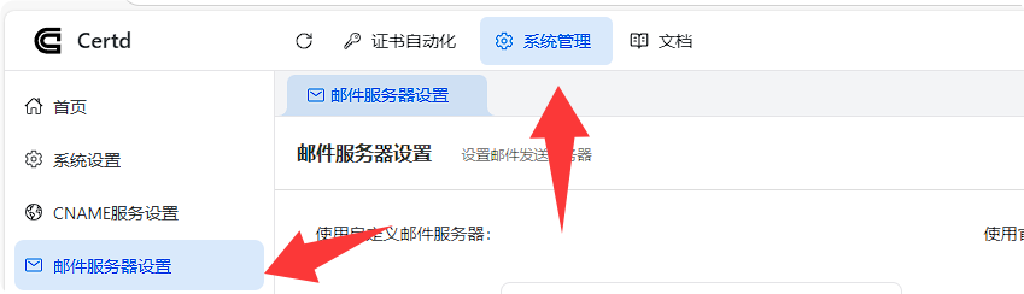 Certd
证书自动化
系统管理
文档
首页
系统设置
CNAME服务设置
邮件服务器设置
邮件服务器设置
邮件服务器设置 设置邮件发送服务器
使用自定义邮件服务器：
使用